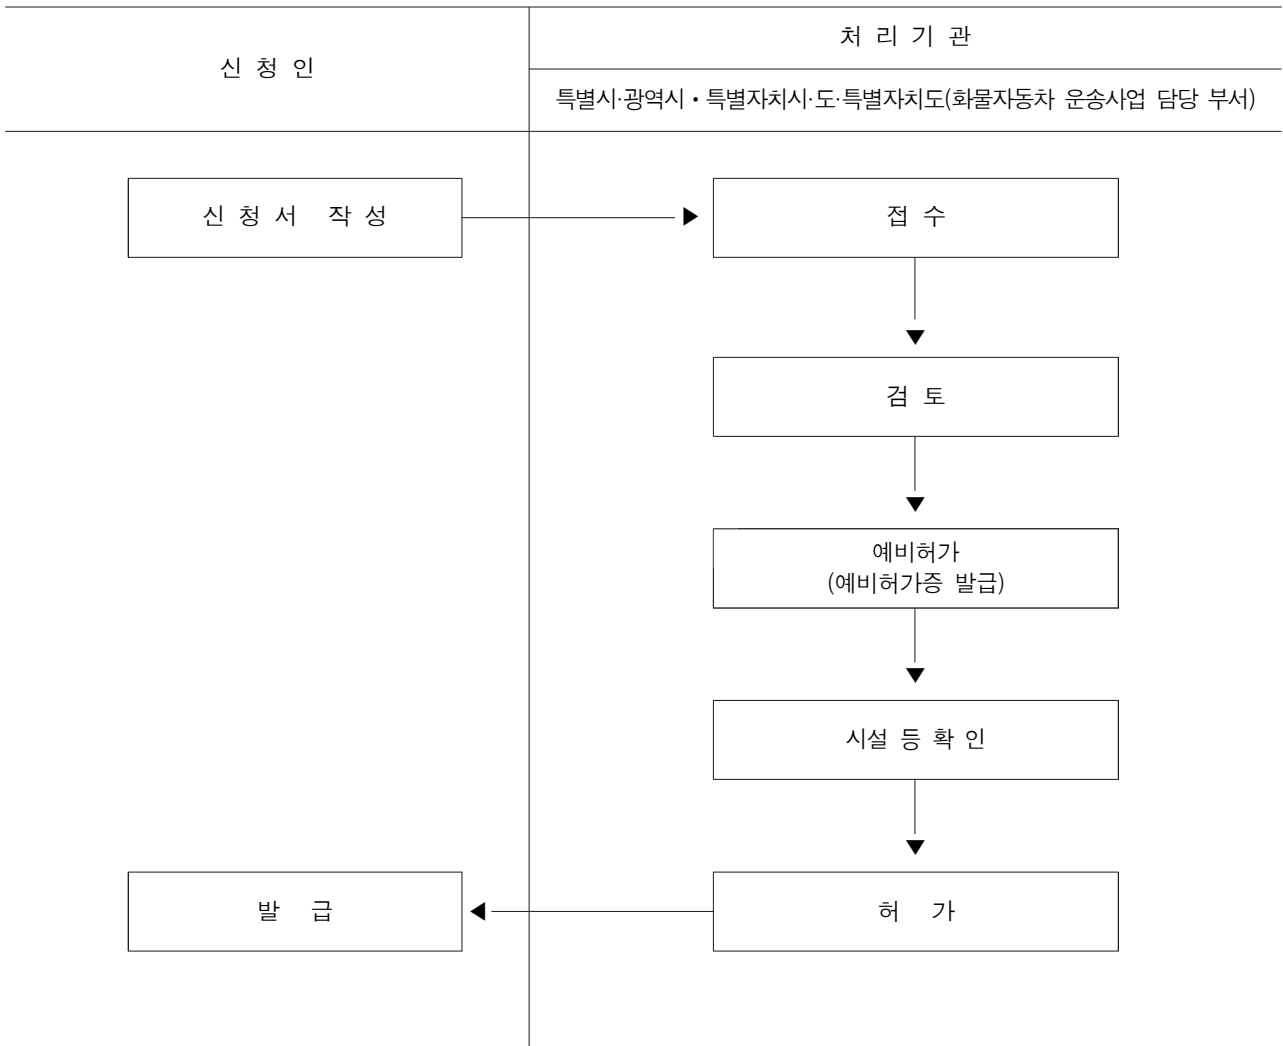 신 청 인
처 리 기 관
특별시·광역시 • 특별자치시·도·특별자치도(화물자동차 운송사업 담당 부서)
신 청 서 작 성
접 수
검 토
예비허가
(예비허가증 발급)
시설 등 확 인
발 급
허 가